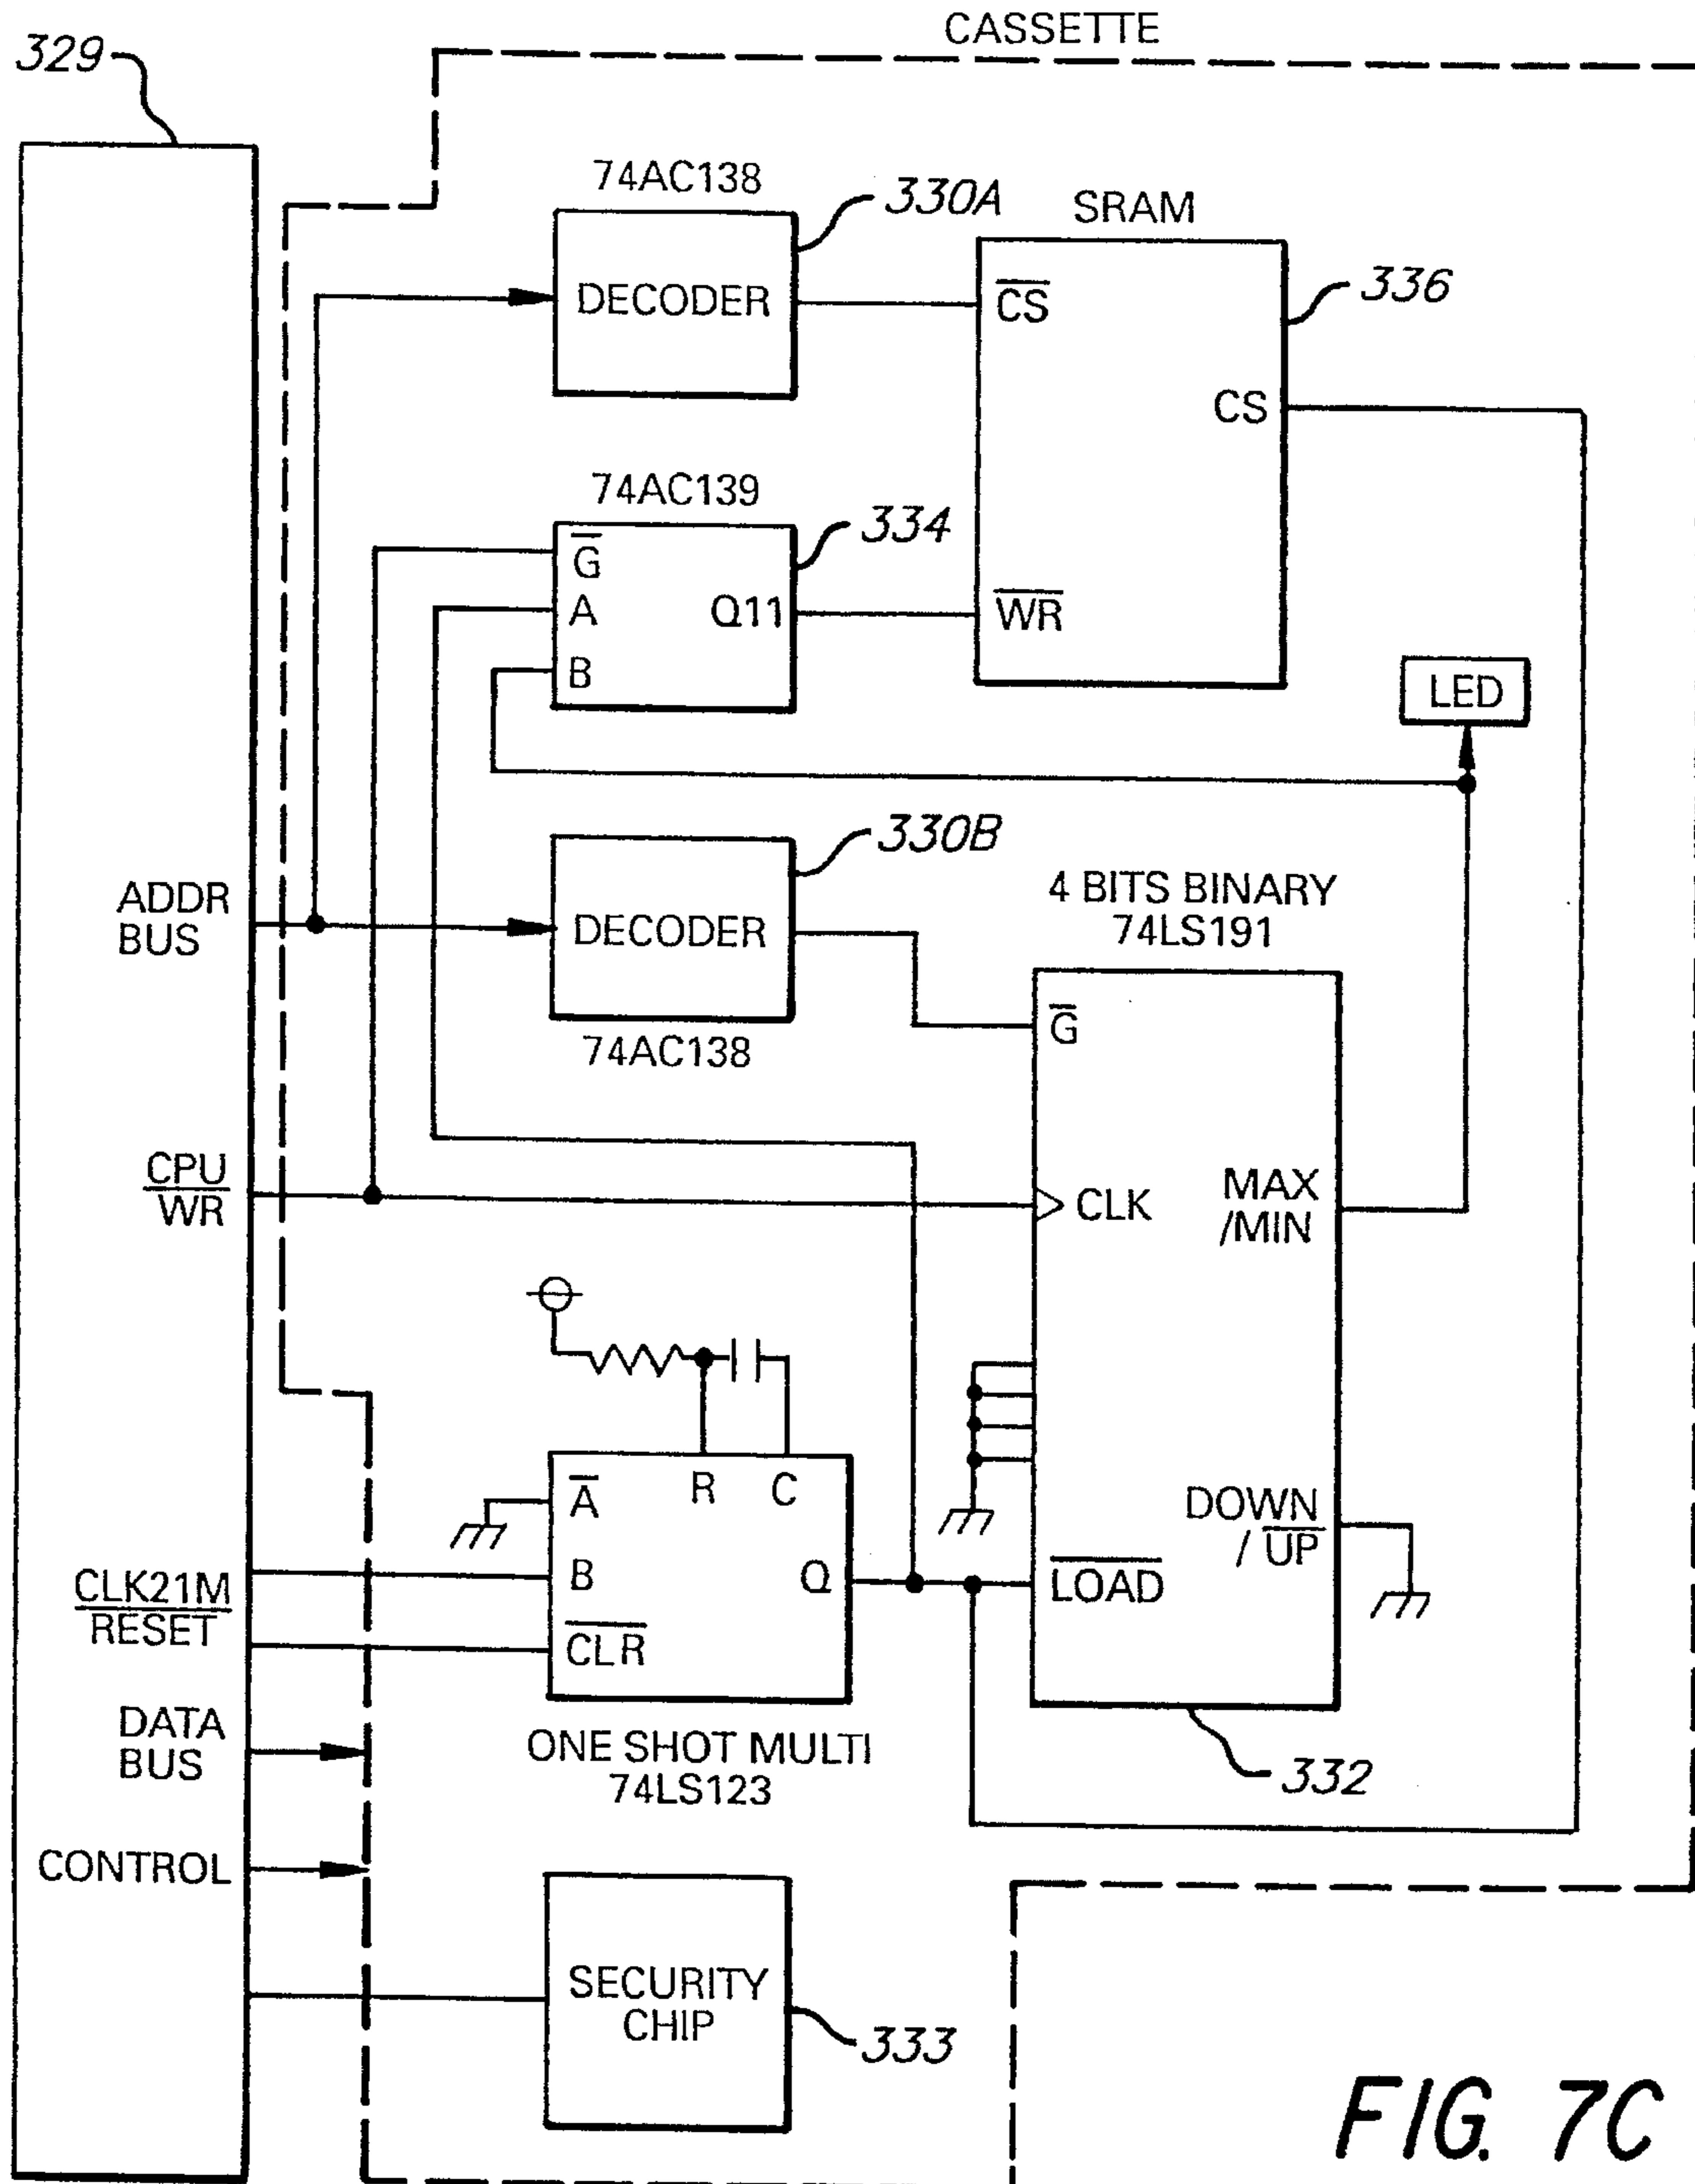 CASSETTE
329
74AC138
330A
SRAM
DECODER
CS
336
CS
74AC139
334
G
A
Q11
WR
B
LED
330B
4 BITS BINARY
74LS191
ADDR
BUS
DECODER
G
74AC138
CPU
WR
CLK
MAX
/MIN
R
C
A
DOWN
/ UP
CLK21M
B
Q
LOAD
RESET
CLR
DATA
BUS
ONE SHOT MULTI
74LS123
332
CONTROL
SECURITY
CHIP
333
FIG. 7C